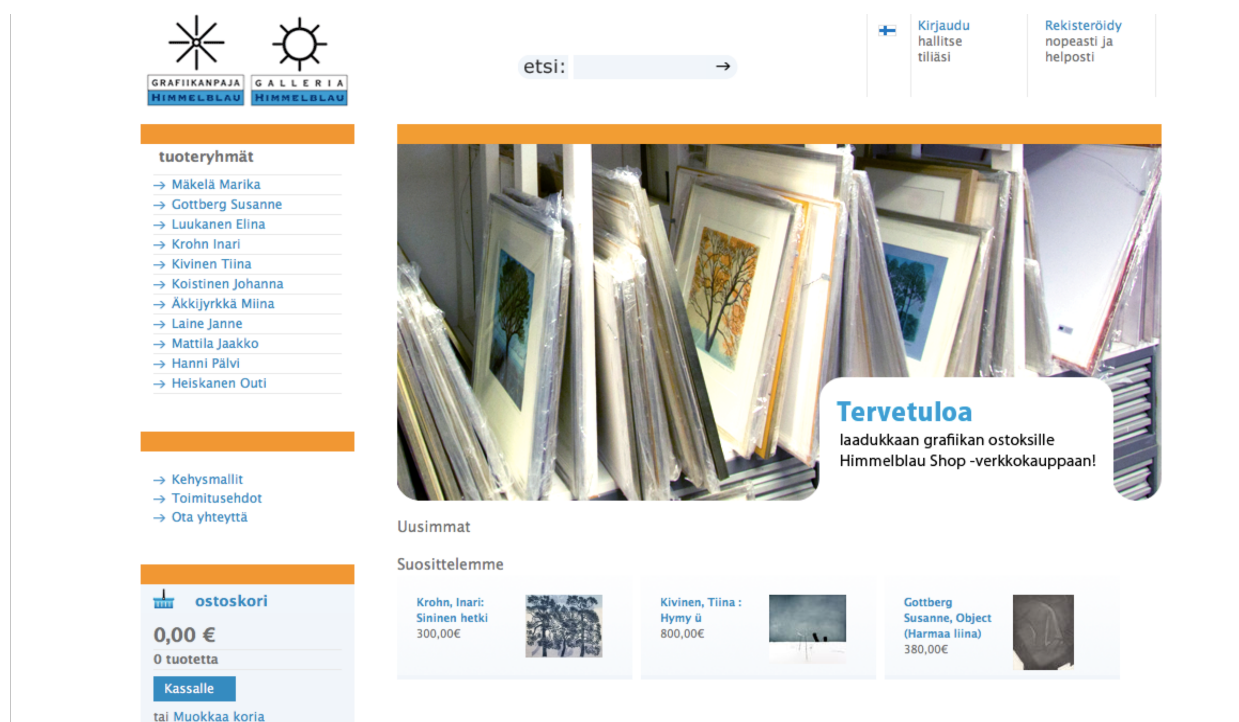 GRAFIIKANPAJA
HIMMELBLAU
GALLERIA
HIMMELBLAU
etsi: →
Kirjaudu
hallitse
tiliäsi
Rekisteröidy
nopeasti ja
helposti
tuoteryhmät
→ Mäkelä Marika
→ Gottberg Susanne
→ Luukanen Elina
→ Krohn Inari
→ Kivinen Tiina
→ Koistinen Johanna
→ Äkkijyrkkä Miina
→ Laine Janne
→ Mattila Jaakko
→ Hanni Pälvi
→ Heiskanen Outi
→ Kehysmallit
→ Toimitusehdot
→ Ota yhteyttä
ostoskori
0,00 €
0 tuotetta
Kassalle
tai Muokkaa koria
Tervetuloa
laadukkaan grafiikan ostoksille
Himmelblau Shop -verkkokauppaan!
Uusimmat
Suosittelemme
Krohn, Inari:
Sininen hetki
300,00€
Kivinen, Tiina :
Hymy ü
800,00€
Gottberg
Susanne, Object
(Harmaa liina)
380,00€